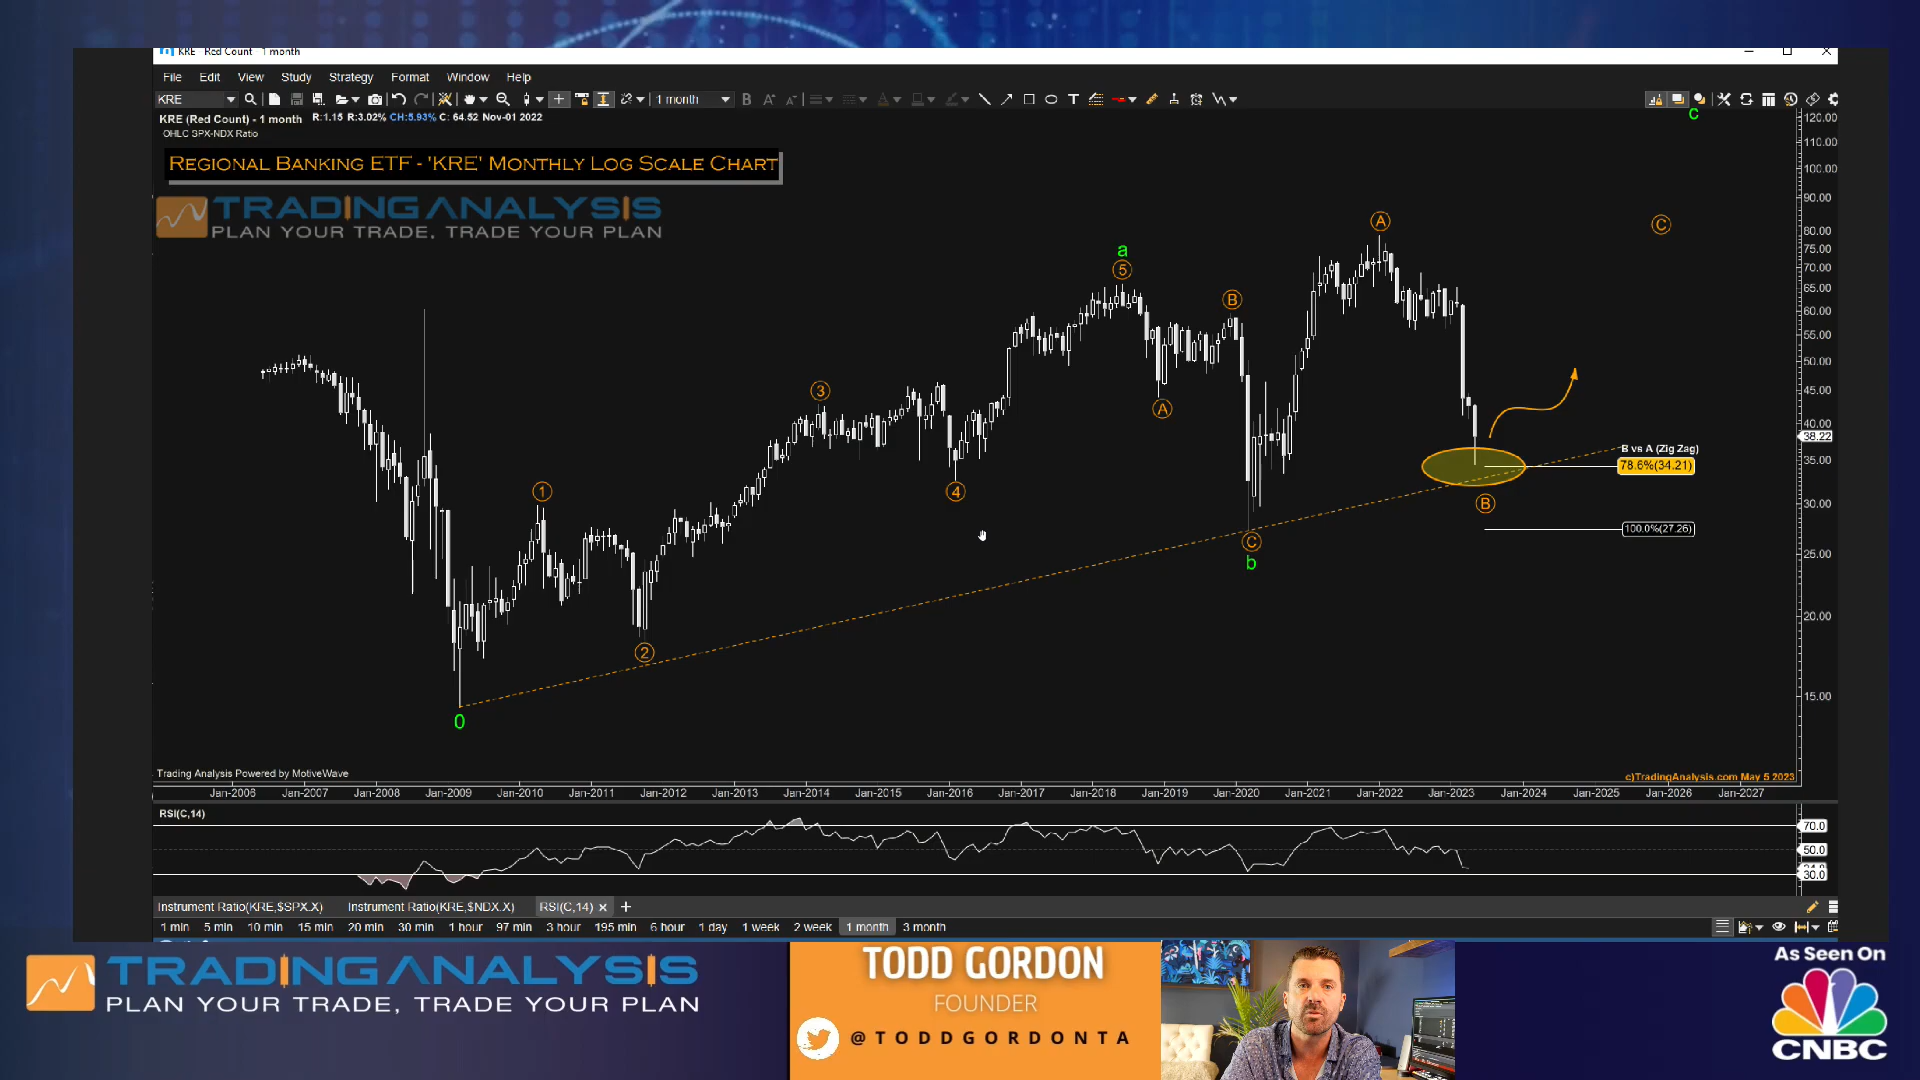 KRE - Red Count - 1 month
File Edit View Study Strategy Format Window Help
KRE 1 month
KRE (Red Count) - 1 month R:1.15 R:3.02% CH:5.93% C: 64.52 Nov-01 2022
OHLC SPX-NDX Ratio
REGIONAL BANKING ETF - 'KRE' MONTHLY LOG SCALE CHART
TRADINGANALYSIS
PLAN YOUR TRADE, TRADE YOUR PLAN
c
120.00
110.00
100.00
90.00
80.00
75.00
70.00
65.00
60.00
55.00
50.00
45.00
40.00
38.22
35.00
30.00
25.00
20.00
15.00
A
C
a
5
B
3
A
B vs A (Zig Zag)
78.6%(34.21)
1
4
B
100.0%(27.26)
C
b
2
0
Trading Analysis Powered by MotiveWave
c)TradingAnalysis.com May 5 2023
Jan-2006 Jan-2007 Jan-2008 Jan-2009 Jan-2010 Jan-2011 Jan-2012 Jan-2013 Jan-2014 Jan-2015 Jan-2016 Jan-2017 Jan-2018 Jan-2019 Jan-2020 Jan-2021 Jan-2022 Jan-2023 Jan-2024 Jan-2025 Jan-2026 Jan-2027
RSI(C,14)
70.0
50.0
30.0
Instrument Ratio(KRE,$SPX.X) Instrument Ratio(KRE,$NDX.X) RSI(C,14)
1 min 5 min 10 min 15 min 20 min 30 min 1 hour 97 min 3 hour 195 min 6 hour 1 day 1 week 2 week 1 month 3 month
TRADINGANALYSIS
PLAN YOUR TRADE, TRADE YOUR PLAN
TODD GORDON
FOUNDER
@TODDGORDONTA
As Seen On
CNBC